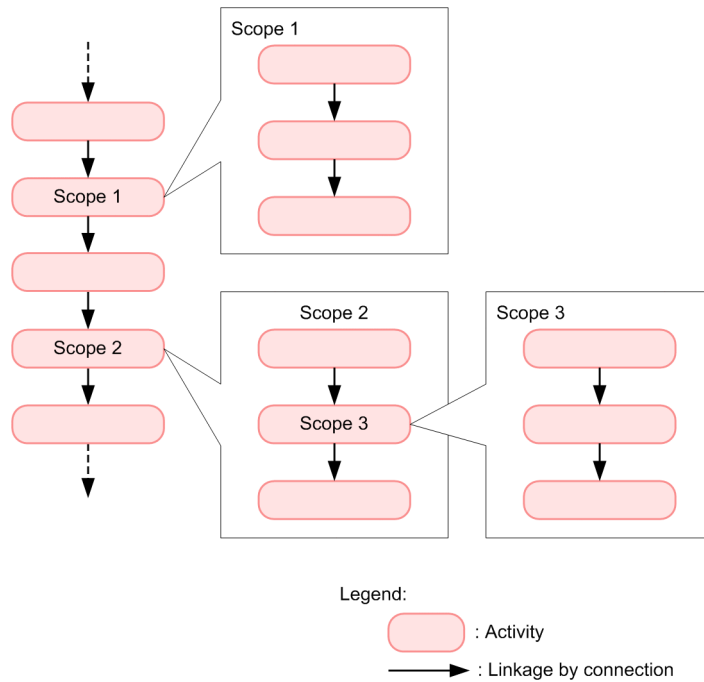 Scope 1
Scope 1
Scope 2
Scope 2
Scope 3
Scope 3
Legend:
: Activity
: Linkage by connection